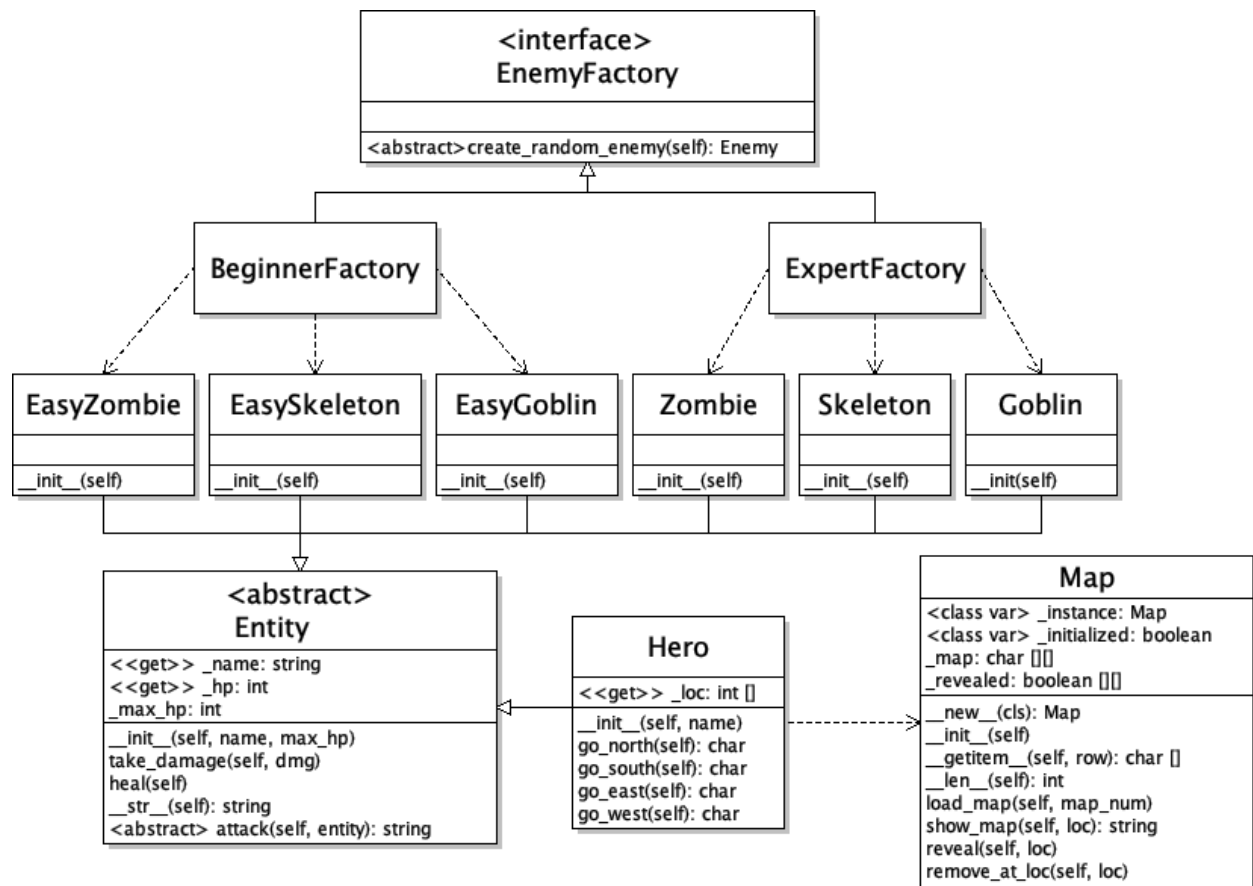 <interface>
EnemyFactory
<abstract>create_random_enemy(self): Enemy
BeginnerFactory
ExpertFactory
EasyZombie
__init__(self)
EasySkeleton
__init__(self)
EasyGoblin
__init__(self)
Zombie
__init__(self)
Skeleton
__init__(self)
Goblin
__init(self)
<abstract>
Entity
<<get>> _name: string
<<get>> _hp: int
_max_hp: int
__init__(self, name, max_hp)
take_damage(self, dmg)
heal(self)
__str__(self): string
<abstract> attack(self, entity): string
Hero
<<get>> _loc: int []
__init__(self, name)
go_north(self): char
go_south(self): char
go_east(self): char
go_west(self): char
Map
<class var> _instance: Map
<class var> _initialized: boolean
_map: char [][]
_revealed: boolean [][]
__new__(cls): Map
__init__(self)
__getitem__(self, row): char []
__len__(self): int
load_map(self, map_num)
show_map(self, loc): string
reveal(self, loc)
remove_at_loc(self, loc)